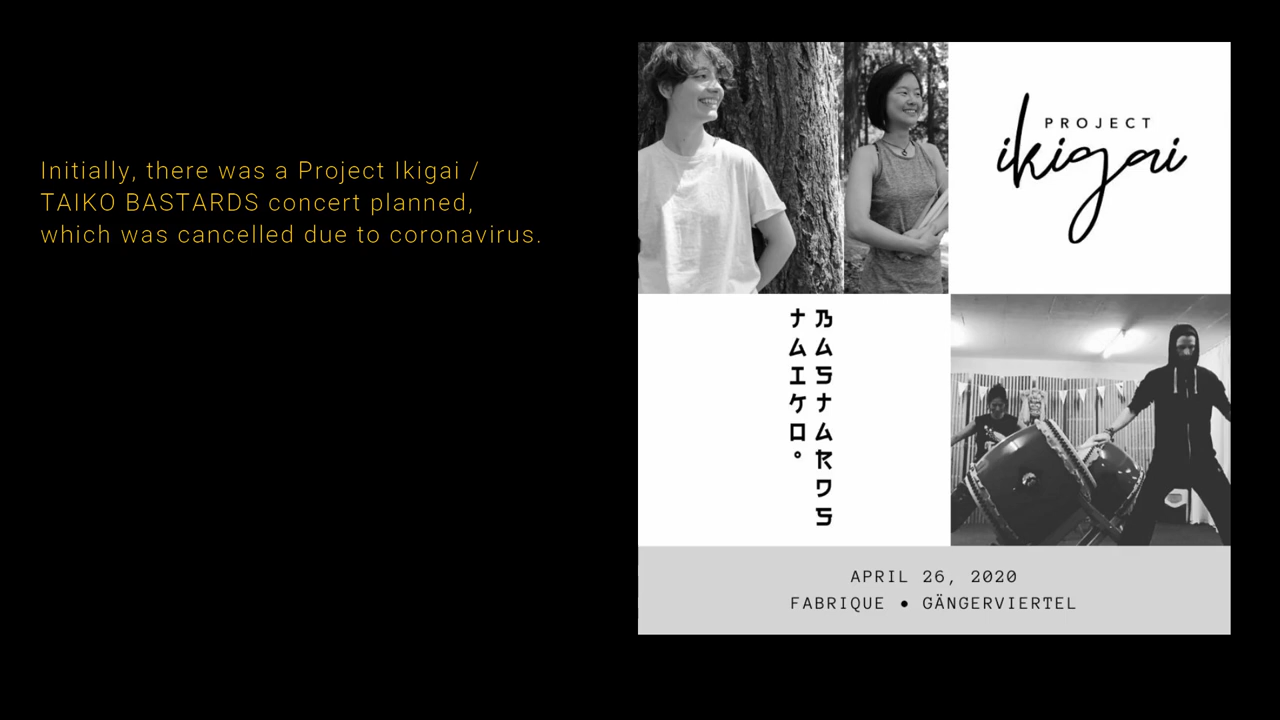 Initially, there was a Project Ikigai /
TAIKO BASTARDS concert planned,
which was cancelled due to coronavirus.
PROJECT
ikigai
TAIKO
BASTARDS
APRIL 26, 2020
FABRIQUE • GÄNGERVIERTEL